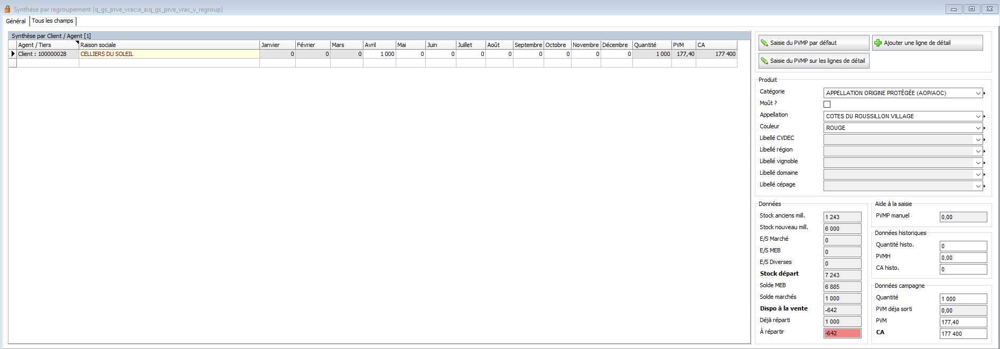 Synthèse par regroupement (q_gs_prve_vrac:a_a:q_gs_prve_vrac_v_regroup)
Général Tous les champs
Synthèse par Client / Agent [1]
Agent / Tiers Raison sociale Janvier Février Mars Avril Mai Juin Juillet Août Septembre Octobre Novembre Décembre Quantité PVM CA
Client : 100000028 CELLIERS DU SOLEIL 0 0 0 1 000 0 0 0 0 0 0 0 0 1 000 177,40 177 400
Saisie du PVMP par défaut Ajouter une ligne de détail
Saisie du PVMP sur les lignes de détail
Produit
Catégorie APPELLATION ORIGINE PROTÉGÉE (AOP/AOC)
Moût ?
Appellation COTES DU ROUSSILLON VILLAGE
Couleur ROUGE
Libellé CVDEC
Libellé région
Libellé vignoble
Libellé domaine
Libellé cépage
Données
Stock anciens mill. 1 243
Stock nouveau mill. 6 000
E/S Marché 0
E/S MEB 0
E/S Diverses 0
Stock départ 7 243
Solde MEB 6 885
Solde marchés 1 000
Dispo à la vente -642
Déjà réparti 1 000
À répartir -642
Aide à la saisie
PVMP manuel 0,00
Données historiques
Quantité histo. 0
PVMH 0,00
CA histo. 0
Données campagne
Quantité 1 000
PVM déja sorti 0,00
PVM 177,40
CA 177 400